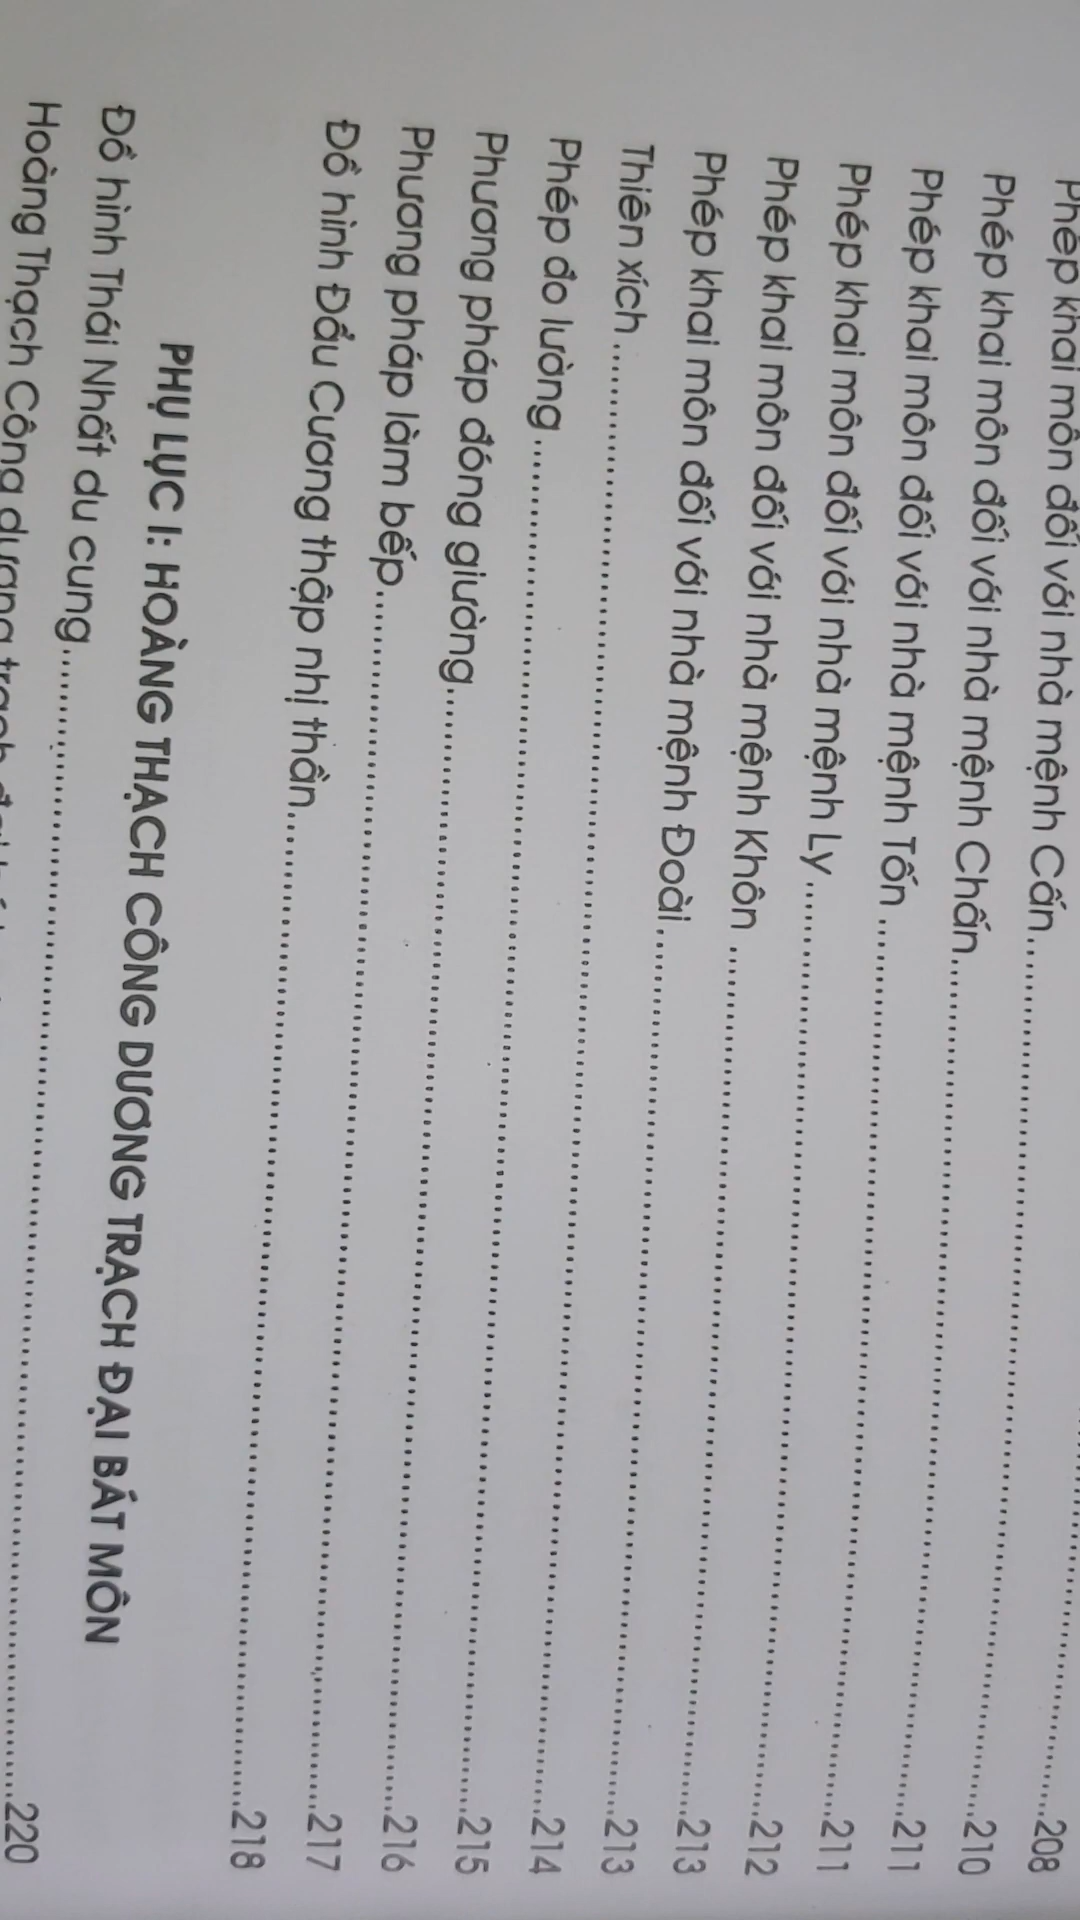 ..........208
Phép khai môn đối với nhà mệnh Cấn..........210
Phép khai môn đối với nhà mệnh Chấn..........211
Phép khai môn đối với nhà mệnh Tốn..........211
Phép khai môn đối với nhà mệnh Ly..........212
Phép khai môn đối với nhà mệnh Khôn..........213
Phép khai môn đối với nhà mệnh Đoài..........213
Thiên xích..........214
Phép đo lường..........215
Phương pháp đóng giường..........216
Phương pháp làm bếp..........217
Đồ hình Đẩu Cương thập nhị thần..........218
PHỤ LỤC I: HOÀNG THẠCH CÔNG DƯƠNG TRẠCH ĐẠI BÁT MÔN
Đồ hình Thái Nhất du cung..........220
Hoàng Thạch Công dương trạch